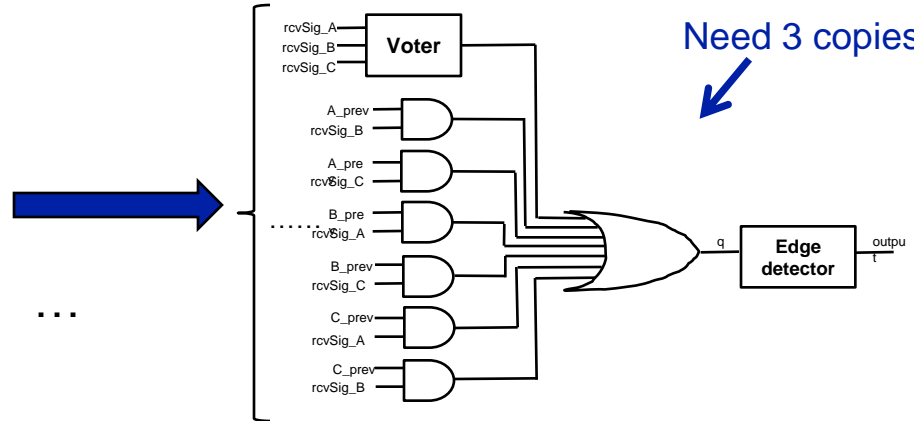 rcvSig_A
rcvSig_B
rcvSig_C
Voter
Need 3 copies
A_prev
rcvSig_B
A_pre
v
rcvSig_C
B_pre
v
rcvSig_A
......
B_prev
rcvSig_C
...
C_prev
rcvSig_A
C_prev
rcvSig_B
q
Edge
detector
outpu
t